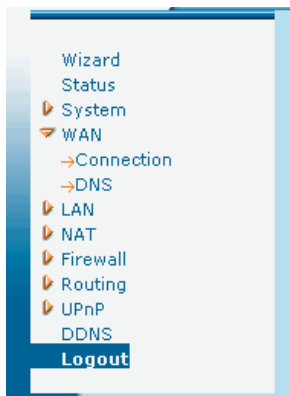 Wizard
Status
System
WAN
→Connection
→DNS
LAN
NAT
Firewall
Routing
UPnP
DDNS
Logout